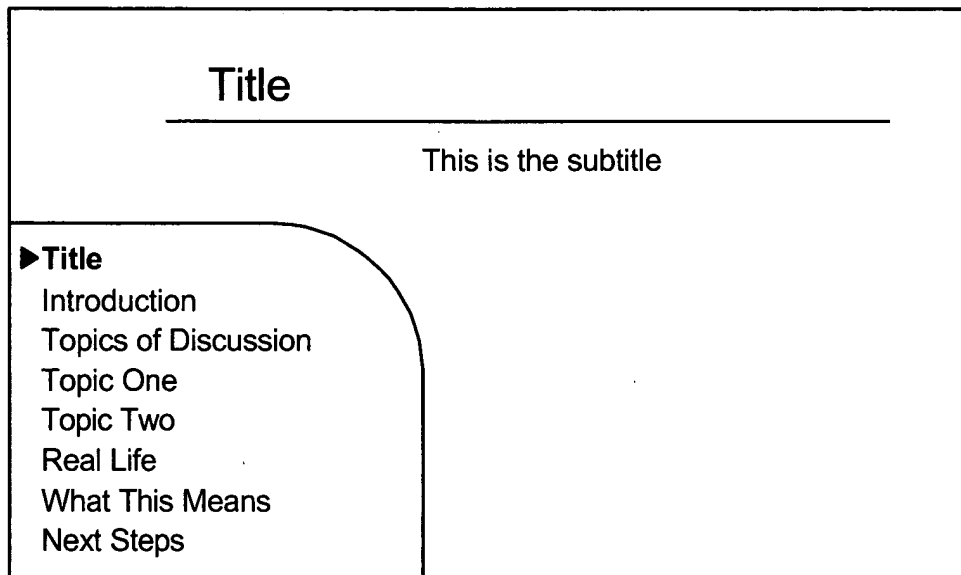 Title
This is the subtitle
▶Title
Introduction
Topics of Discussion
Topic One
Topic Two
Real Life
What This Means
Next Steps